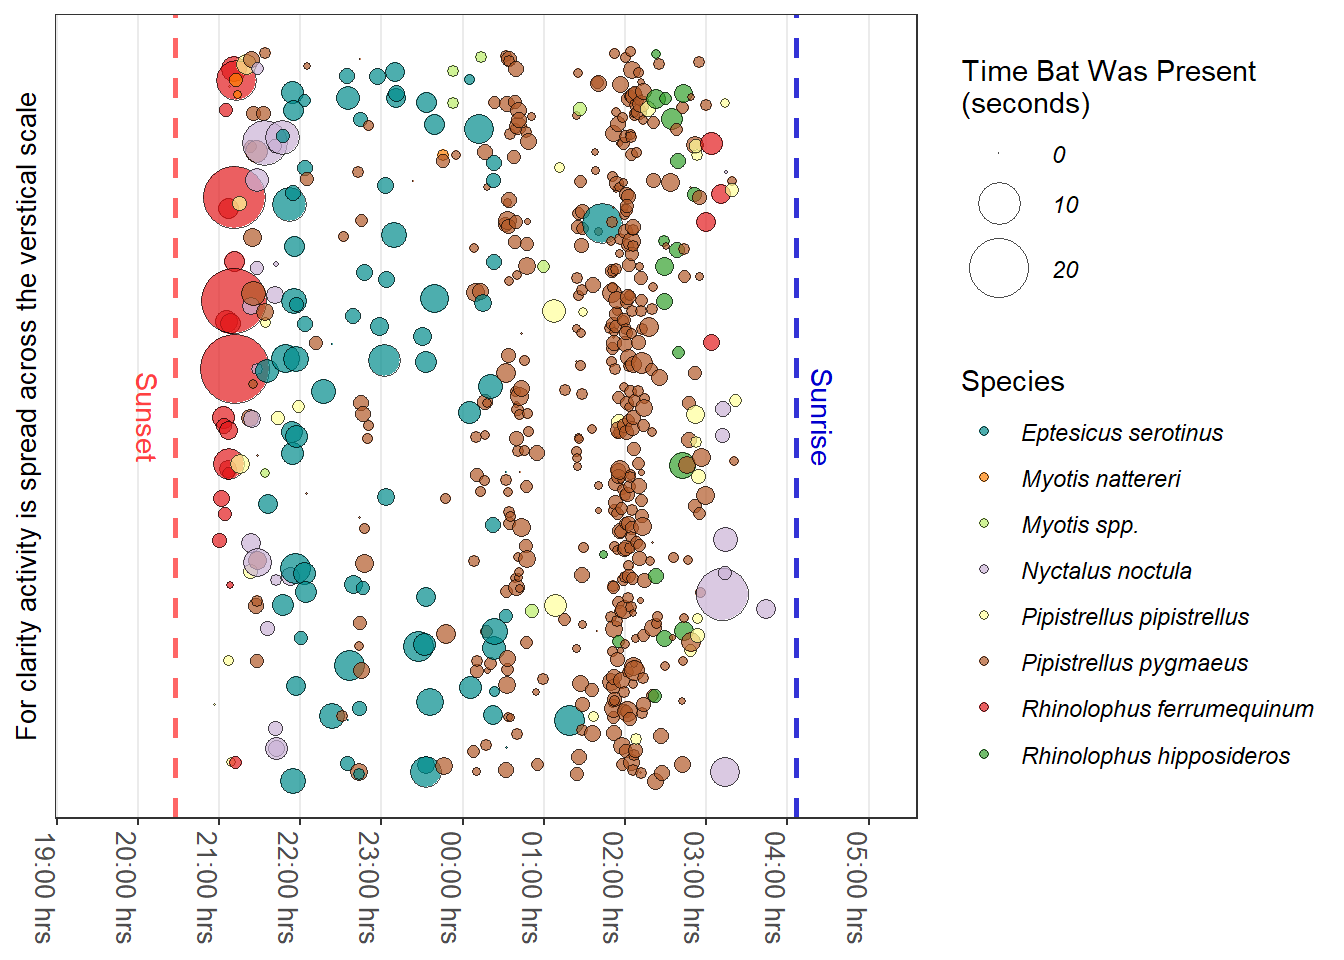 For clarity activity is spread across the verstical scale
Sunset
Sunrise
19:00 hrs
20:00 hrs
21:00 hrs
22:00 hrs
23:00 hrs
00:00 hrs
01:00 hrs
02:00 hrs
03:00 hrs
04:00 hrs
05:00 hrs
Time Bat Was Present
(seconds)
0
10
20
Species
Eptesicus serotinus
Myotis nattereri
Myotis spp.
Nyctalus noctula
Pipistrellus pipistrellus
Pipistrellus pygmaeus
Rhinolophus ferrumequinum
Rhinolophus hipposideros